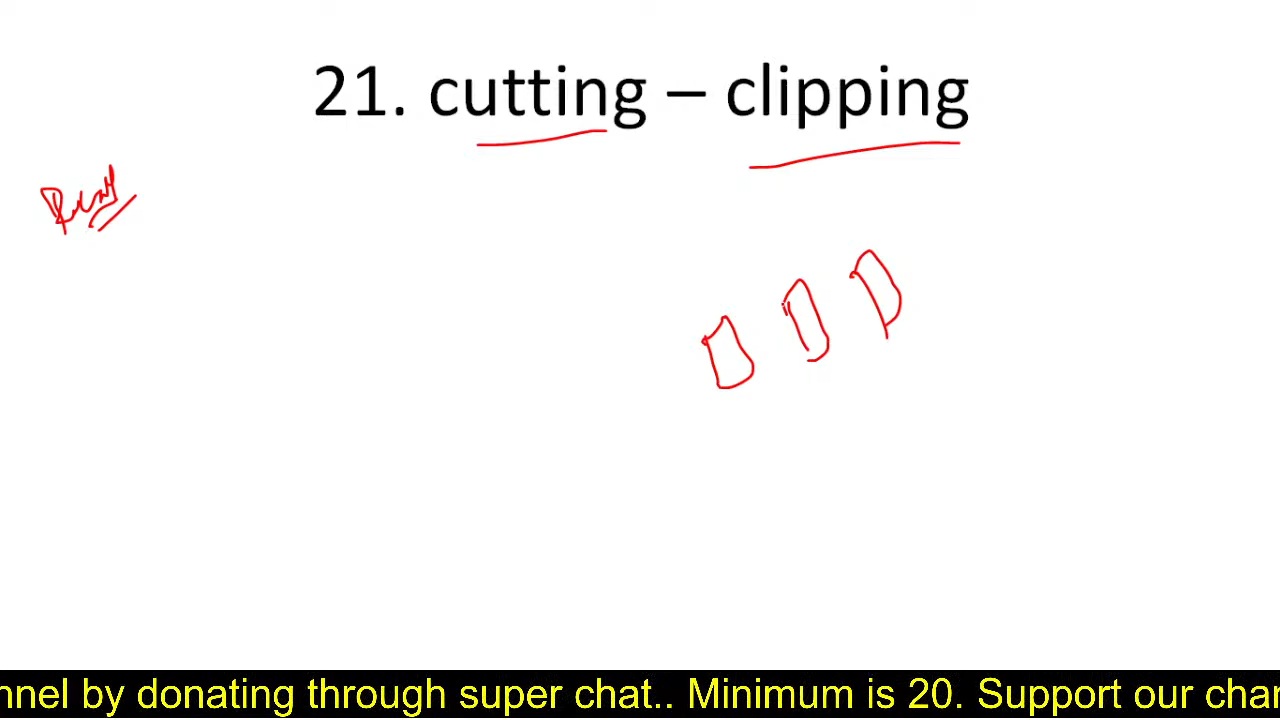 21. cutting – clipping
nnel by donating through super chat.. Minimum is 20. Support our char